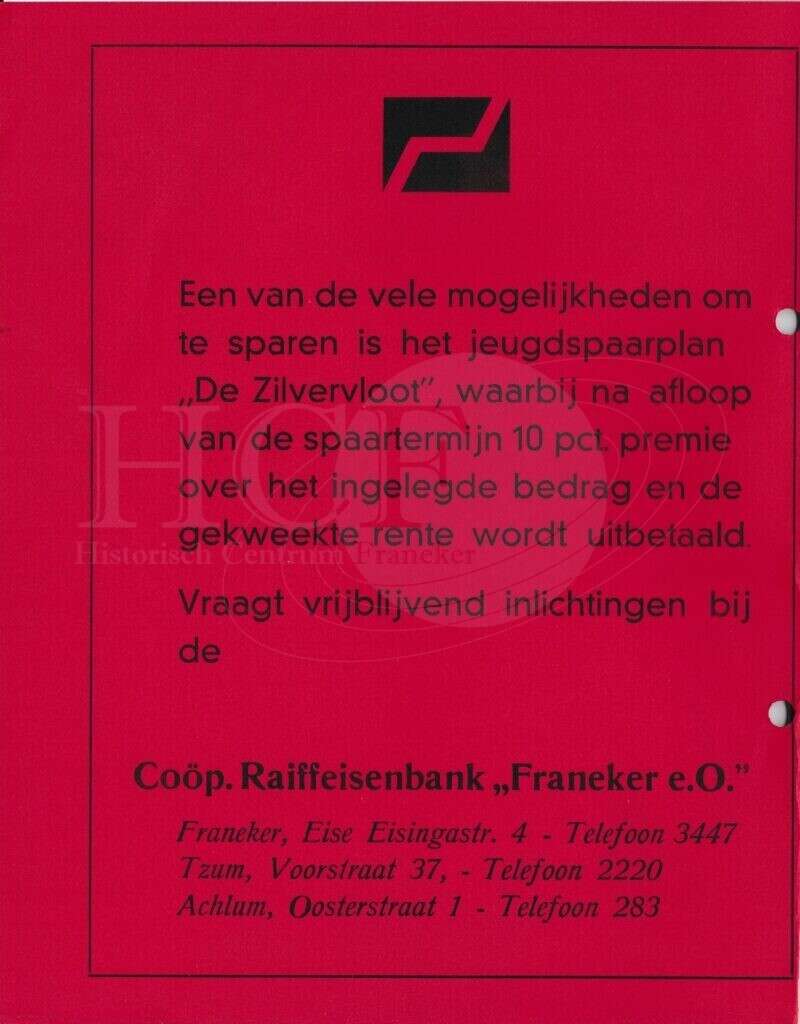 Een van de vele mogelijkheden om
te sparen is het jeugdspaarplan
„De Zilvervloot”, waarbij na afloop
van de spaartermijn 10 pct. premie
over het ingelegde bedrag en de
gekweekte rente wordt uitbetaald.
Vraagt vrijblijvend inlichtingen bij
de
HCF
Historisch Centrum Franeker
Coöp. Raiffeisenbank „Franeker e.O.”
Franeker, Eise Eisingastr. 4 - Telefoon 3447
Tzum, Voorstraat 37, - Telefoon 2220
Achlum, Oosterstraat 1 - Telefoon 283